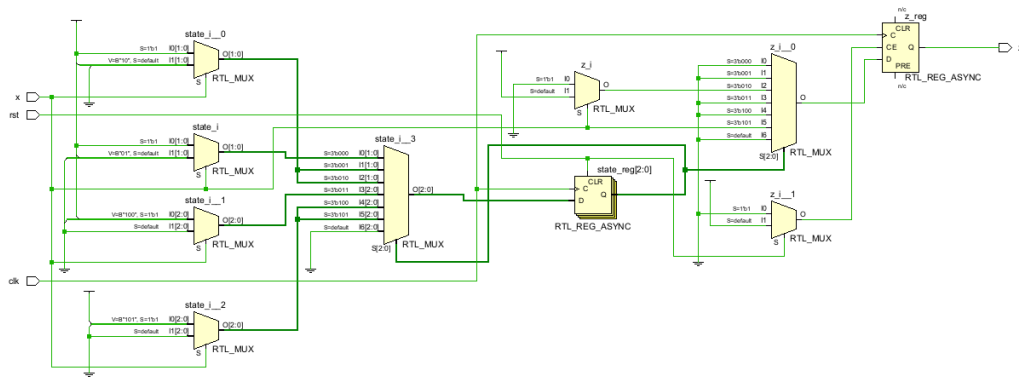 n/c
z_reg
C
CE
D
Q
PRE
RTL_REG_ASYNC
n/c
state_i__0
S=1'b1
I0[1:0]
V=B"10", S=default
I1[1:0]
O[1:0]
S
RTL_MUX
z_i
S=1'b1
I0
S=default
I1
O
S
RTL_MUX
z_i__0
S=3'b000
I0
S=3'b001
I1
S=3'b010
I2
S=3'b011
I3
S=3'b100
I4
S=3'b101
I5
S=default
I6
O
S[2:0]
RTL_MUX
x
rst
state_i
S=1'b1
I0[1:0]
V=B"01", S=default
I1[1:0]
O[1:0]
S
RTL_MUX
state_i__3
S=3'b000
I0[1:0]
S=3'b001
I1[1:0]
S=3'b010
I2[1:0]
S=3'b011
I3[2:0]
S=3'b100
I4[2:0]
S=3'b101
I5[2:0]
S=default
I6[2:0]
O[2:0]
S[2:0]
RTL_MUX
state_reg[2:0]
CLR
C
D
Q
RTL_REG_ASYNC
state_i__1
V=B"100", S=1'b1
I0[2:0]
S=default
I1[2:0]
O[2:0]
S
RTL_MUX
z_i__1
S=1'b1
I0
S=default
I1
O
S
RTL_MUX
clk
state_i__2
V=B"101", S=1'b1
I0[2:0]
S=default
I1[2:0]
O[2:0]
S
RTL_MUX